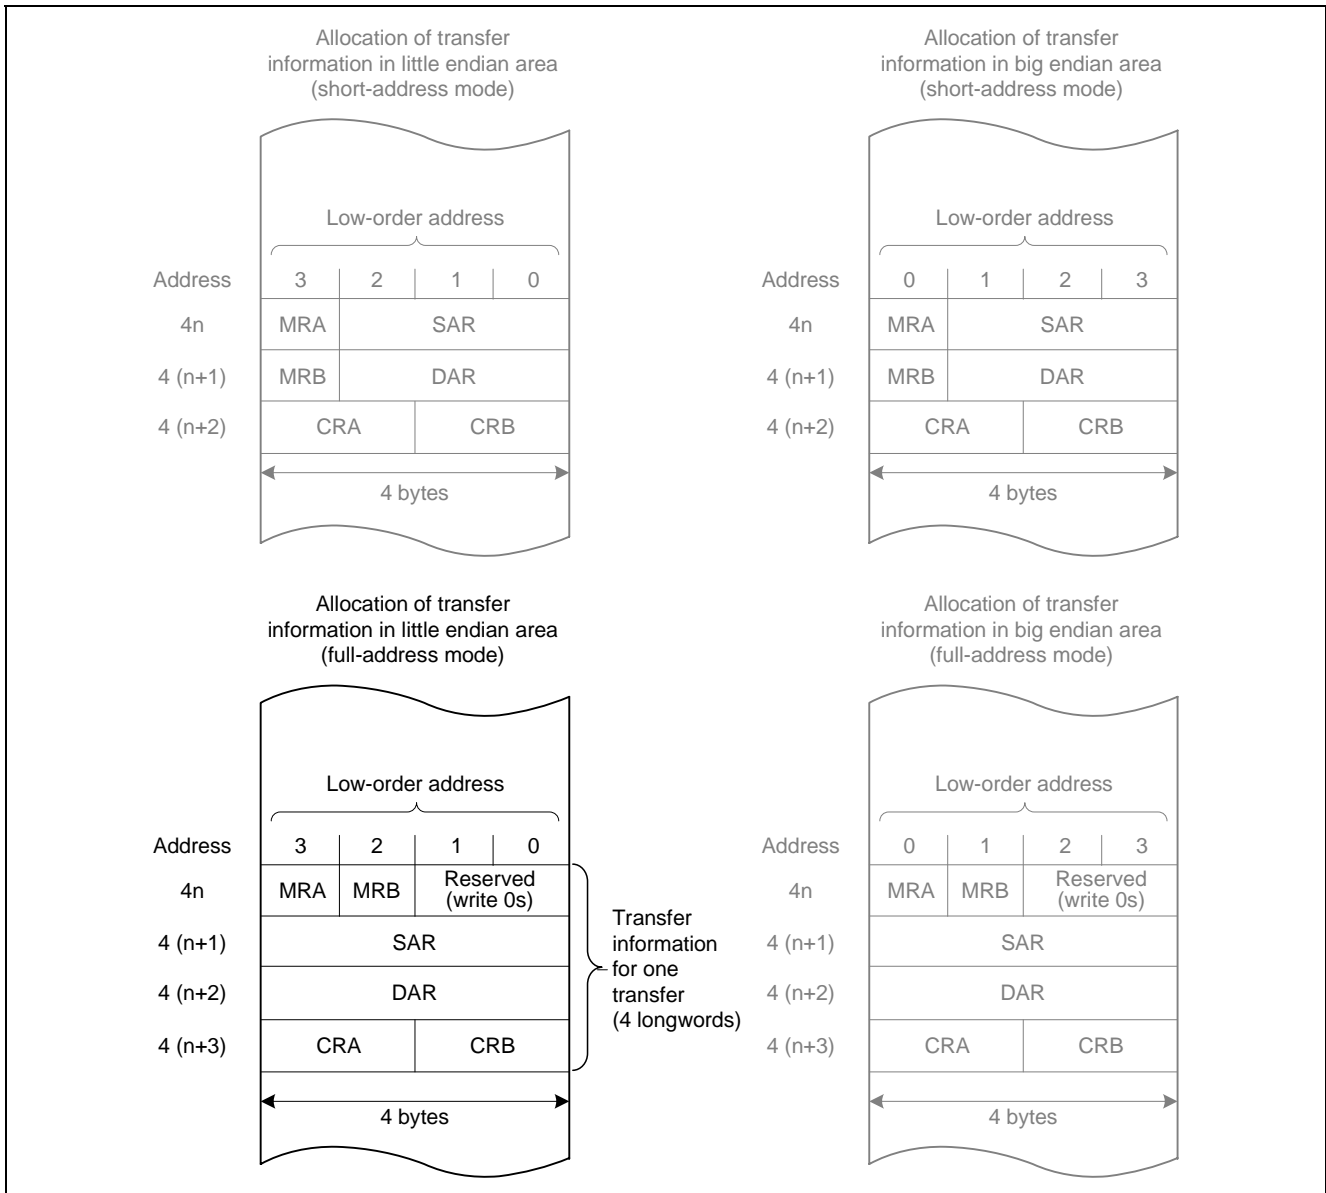 Allocation of transfer
information in little endian area
(short-address mode)
Low-order address
Address 3 2 1 0
4n MRA SAR
4 (n+1) MRB DAR
4 (n+2) CRA CRB
4 bytes
Allocation of transfer
information in big endian area
(short-address mode)
Low-order address
Address 0 1 2 3
4n MRA SAR
4 (n+1) MRB DAR
4 (n+2) CRA CRB
4 bytes
Allocation of transfer
information in little endian area
(full-address mode)
Low-order address
Address 3 2 1 0
4n MRA MRB Reserved
(write 0s)
4 (n+1) SAR
4 (n+2) DAR
4 (n+3) CRA CRB
4 bytes
Transfer
information
for one
transfer
(4 longwords)
Allocation of transfer
information in big endian area
(full-address mode)
Low-order address
Address 0 1 2 3
4n MRA MRB Reserved
(write 0s)
4 (n+1) SAR
4 (n+2) DAR
4 (n+3) CRA CRB
4 bytes